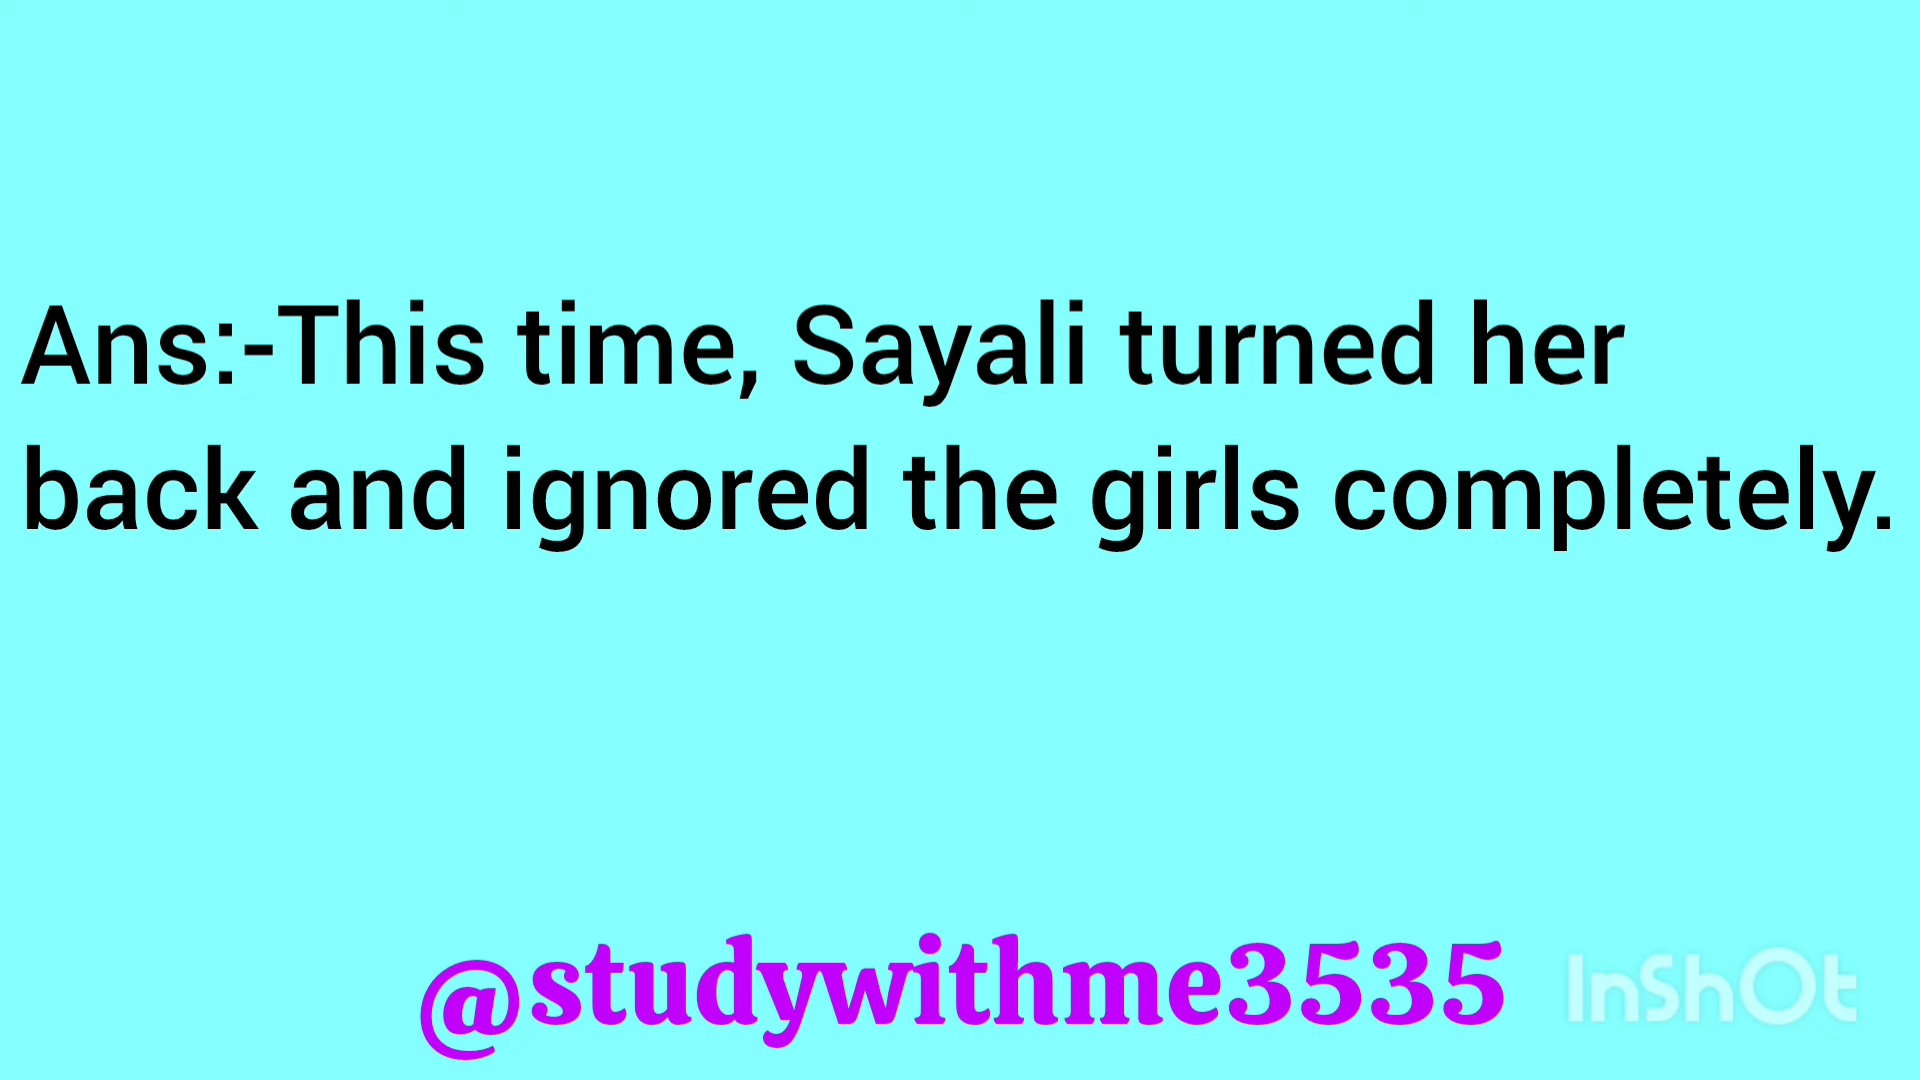 Ans:-This time, Sayali turned her
back and ignored the girls completely.
@studywithme3535
InShOt